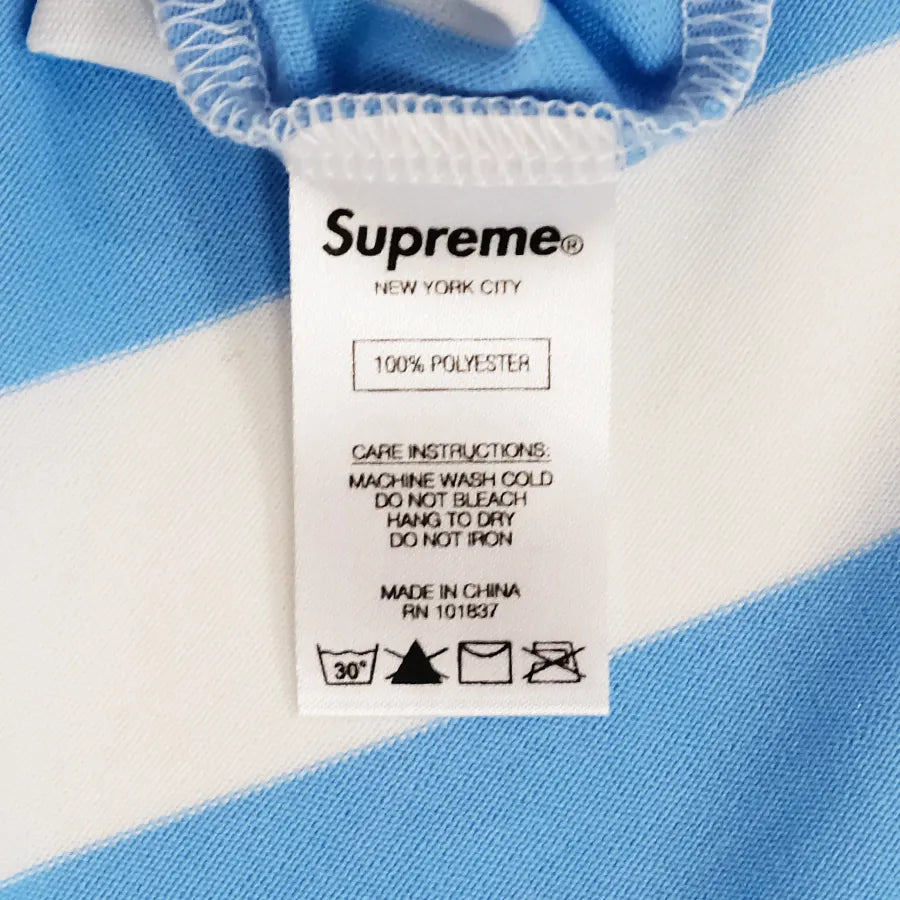 Supreme®
NEW YORK CITY
100% POLYESTER
CARE INSTRUCTIONS:
MACHINE WASH COLD
DO NOT BLEACH
HANG TO DRY
DO NOT IRON
MADE IN CHINA
RN 101837
30°